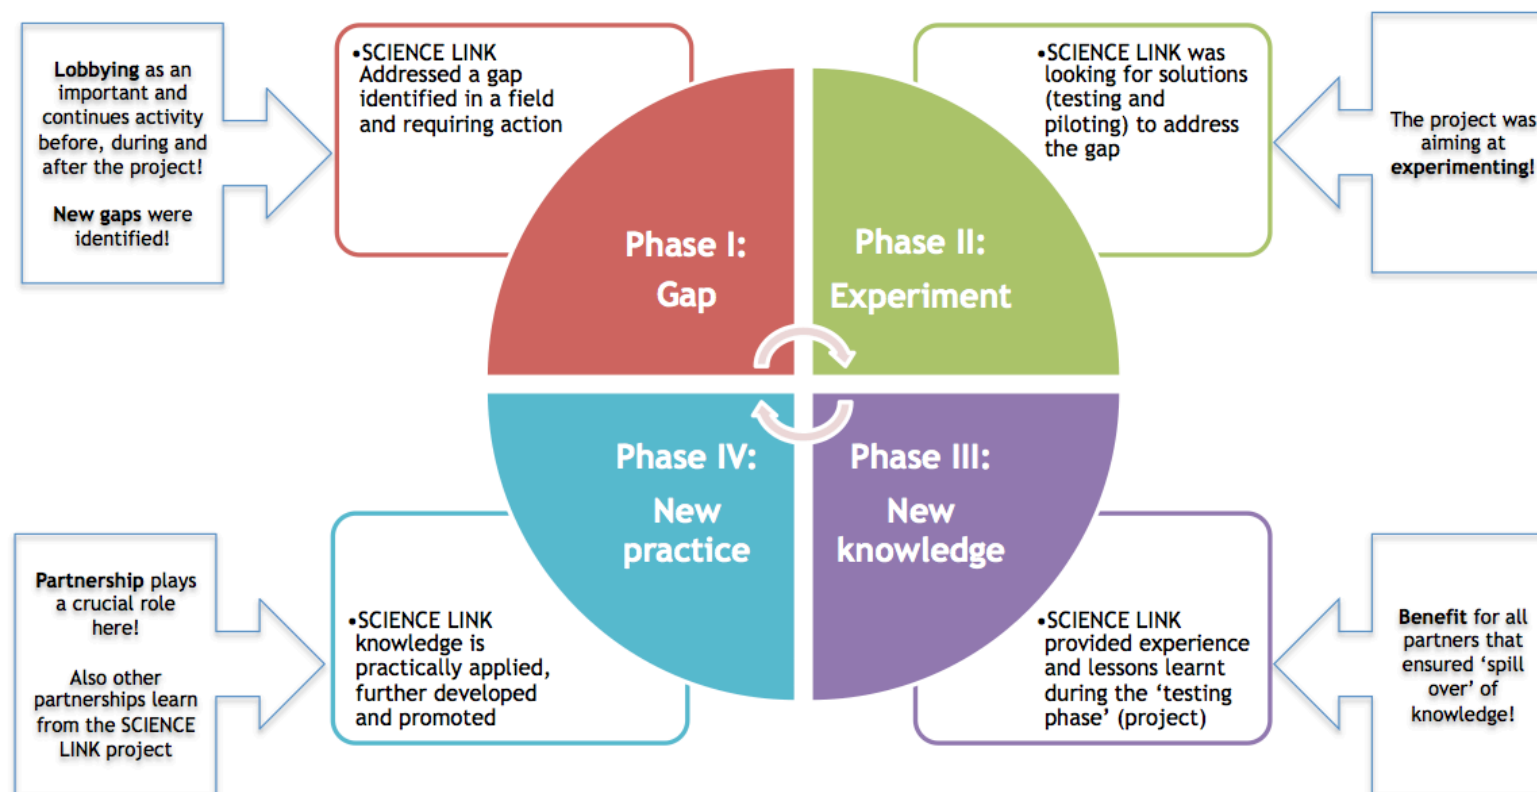 Lobbying as an
important and
continues activity
before, during and
after the project!
New gaps were
identified!
•SCIENCE LINK
Addressed a gap
identified in a field
and requiring action
Phase I:
Gap
Phase II:
Experiment
•SCIENCE LINK was
looking for solutions
(testing and
piloting) to address
the gap
The project was
aiming at
experimenting!
Partnership plays
a crucial role
here!
Also other
partnerships learn
from the SCIENCE
LINK project
•SCIENCE LINK
knowledge is
practically applied,
further developed
and promoted
Phase IV:
New
practice
Phase III:
New
knowledge
•SCIENCE LINK
provided experience
and lessons learnt
during the ‘testing
phase’ (project)
Benefit for all
partners that
ensured ‘spill
over’ of
knowledge!